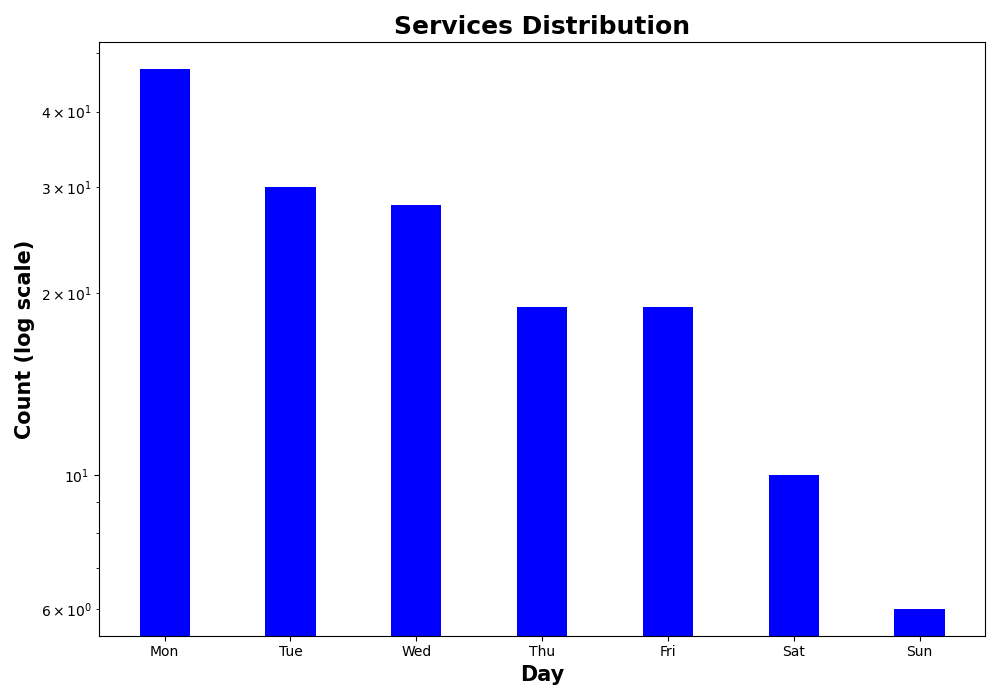 Services Distribution
Count (log scale)
4 × 10¹
3 × 10¹
2 × 10¹
10¹
6 × 10⁰
Mon Tue Wed Thu Fri Sat Sun
Day